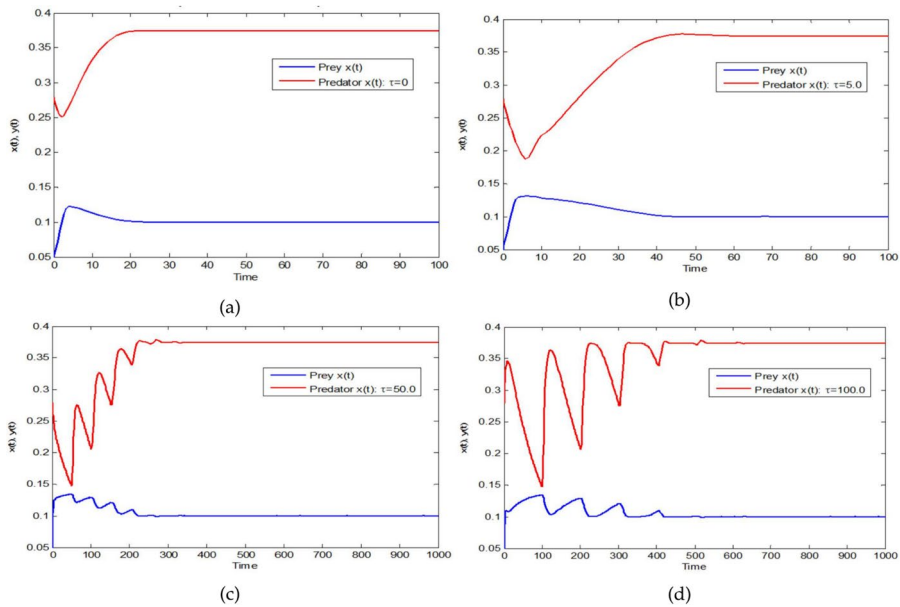 0.4
0.35
0.3
0.25
0.2
0.15
0.1
0.05
x(t), y(t)
Prey x(t)
Predator x(t): τ=0
0 10 20 30 40 50 60 70 80 90 100
Time
(a)
0.4
0.35
0.3
0.25
0.2
0.15
0.1
0.05
x(t), y(t)
Prey x(t)
Predator x(t): τ=5.0
0 10 20 30 40 50 60 70 80 90 100
Time
(b)
0.4
0.35
0.3
0.25
0.2
0.15
0.1
0.05
x(t), y(t)
Prey x(t)
Predator x(t): τ=50.0
0 100 200 300 400 500 600 700 800 900 1000
Time
(c)
0.4
0.35
0.3
0.25
0.2
0.15
0.1
0.05
x(t), y(t)
Prey x(t)
Predator x(t): τ=100.0
0 100 200 300 400 500 600 700 800 900 1000
Time
(d)